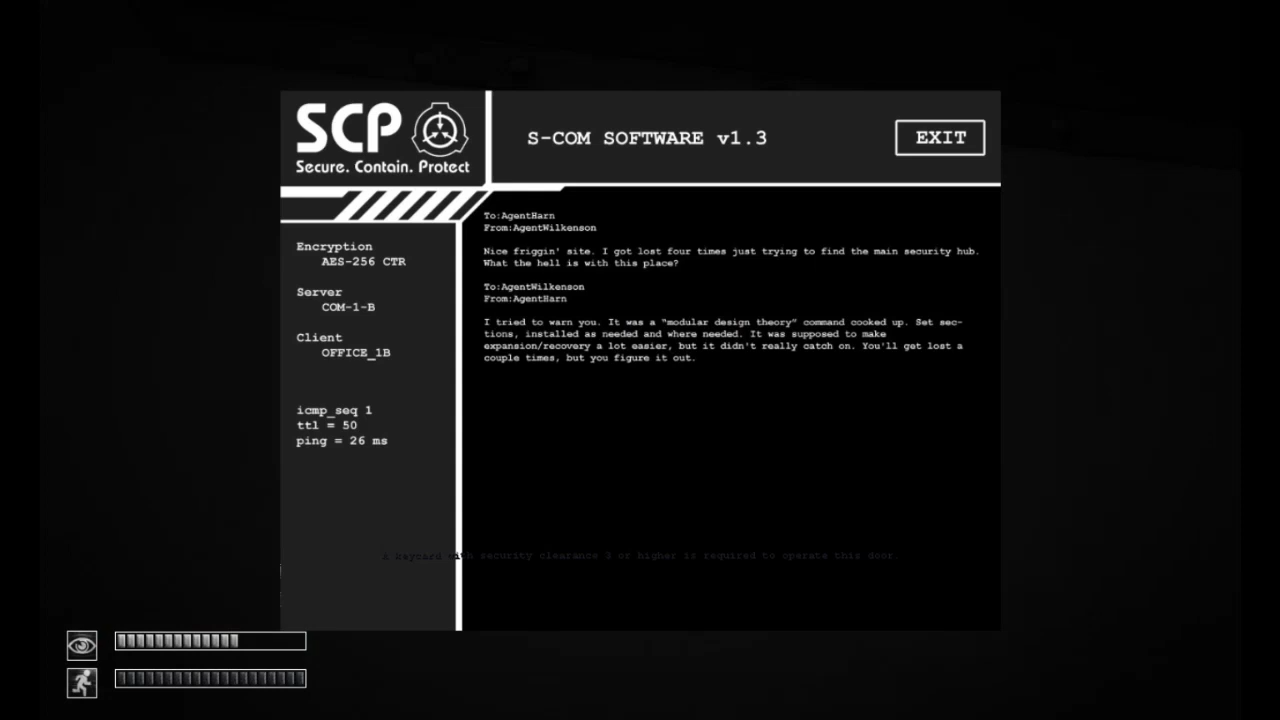 SCP
Secure. Contain. Protect
S-COM SOFTWARE v1.3
EXIT
Encryption
AES-256 CTR
Server
COM-1-B
Client
OFFICE_1B
icmp_seq 1
ttl = 50
ping = 26 ms
To:AgentHarn
From:AgentWilkenson
Nice friggin' site. I got lost four times just trying to find the main security hub.
What the hell is with this place?
To:AgentWilkenson
From:AgentHarn
I tried to warn you. It was a "modular design theory" command cooked up. Set sec-
tions, installed as needed and where needed. It was supposed to make
expansion/recovery a lot easier, but it didn't really catch on. You'll get lost a
couple times, but you figure it out.
A keycard with security clearance 3 or higher is required to operate this door.